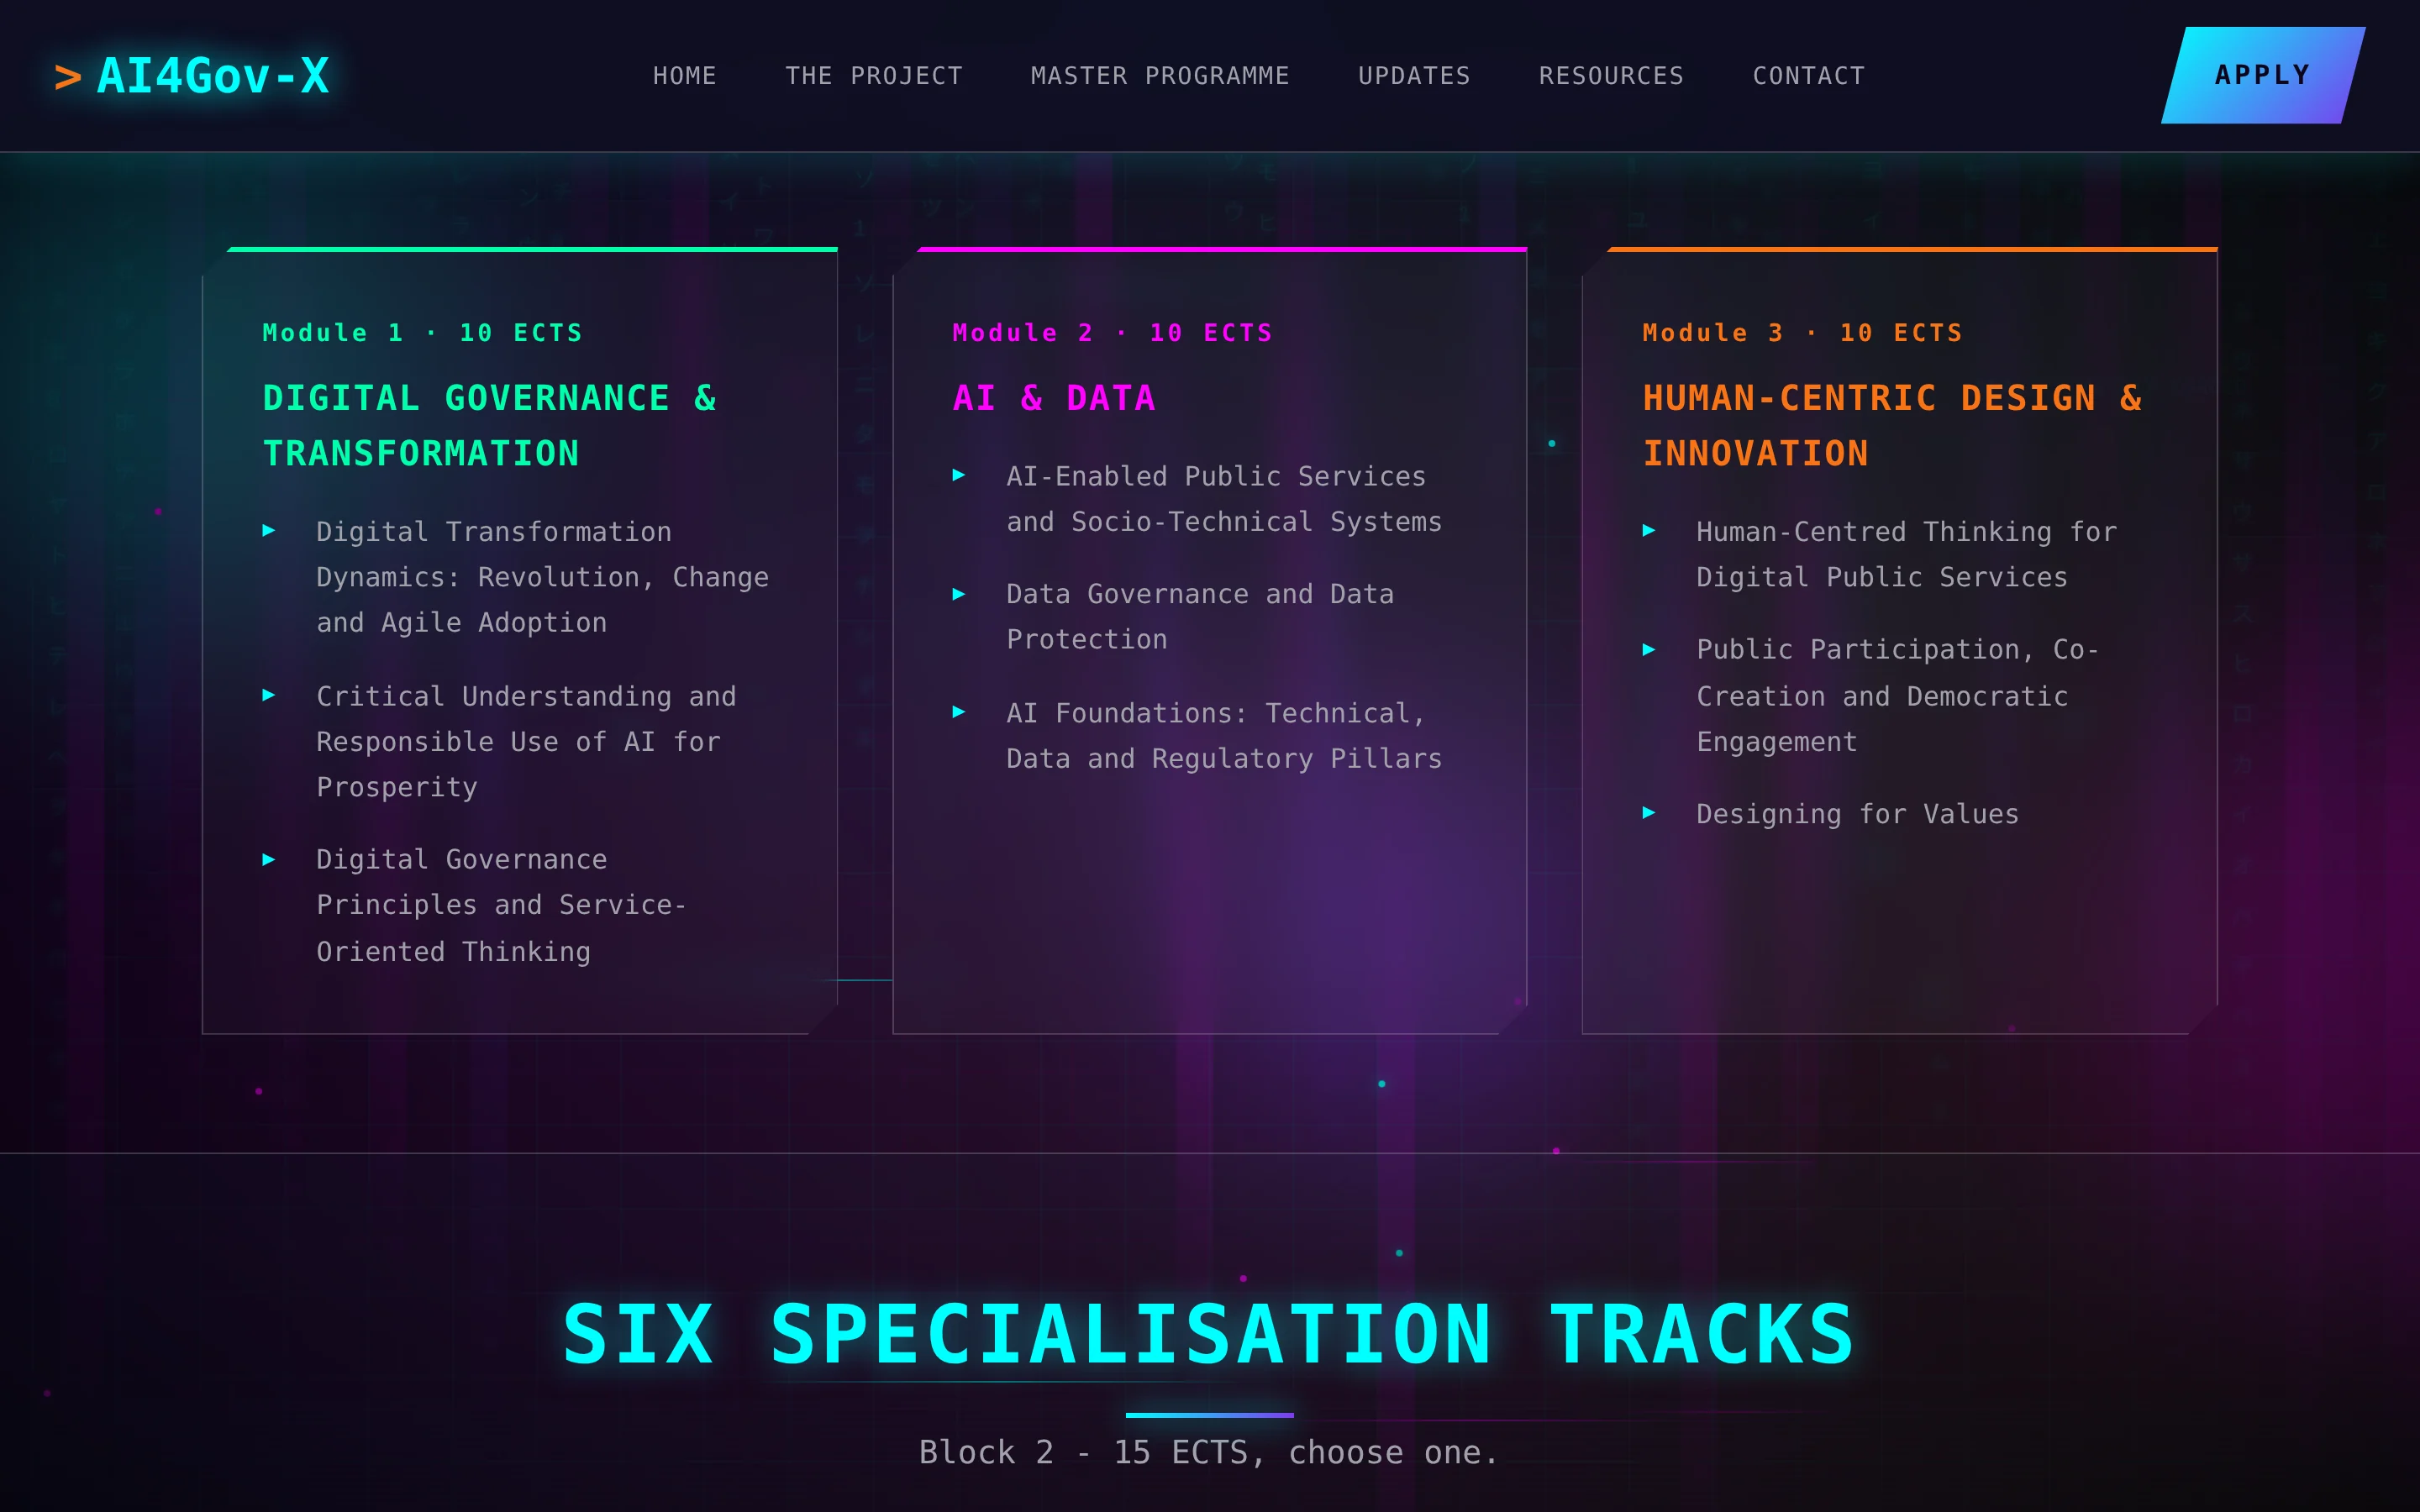 > AI4Gov-X
HOME THE PROJECT MASTER PROGRAMME UPDATES RESOURCES CONTACT
APPLY
Module 1 · 10 ECTS
DIGITAL GOVERNANCE &
TRANSFORMATION
▶ Digital Transformation
Dynamics: Revolution, Change
and Agile Adoption
▶ Critical Understanding and
Responsible Use of AI for
Prosperity
▶ Digital Governance
Principles and Service-
Oriented Thinking
Module 2 · 10 ECTS
AI & DATA
▶ AI-Enabled Public Services
and Socio-Technical Systems
▶ Data Governance and Data
Protection
▶ AI Foundations: Technical,
Data and Regulatory Pillars
Module 3 · 10 ECTS
HUMAN-CENTRIC DESIGN &
INNOVATION
▶ Human-Centred Thinking for
Digital Public Services
▶ Public Participation, Co-
Creation and Democratic
Engagement
▶ Designing for Values
SIX SPECIALISATION TRACKS
Block 2 - 15 ECTS, choose one.